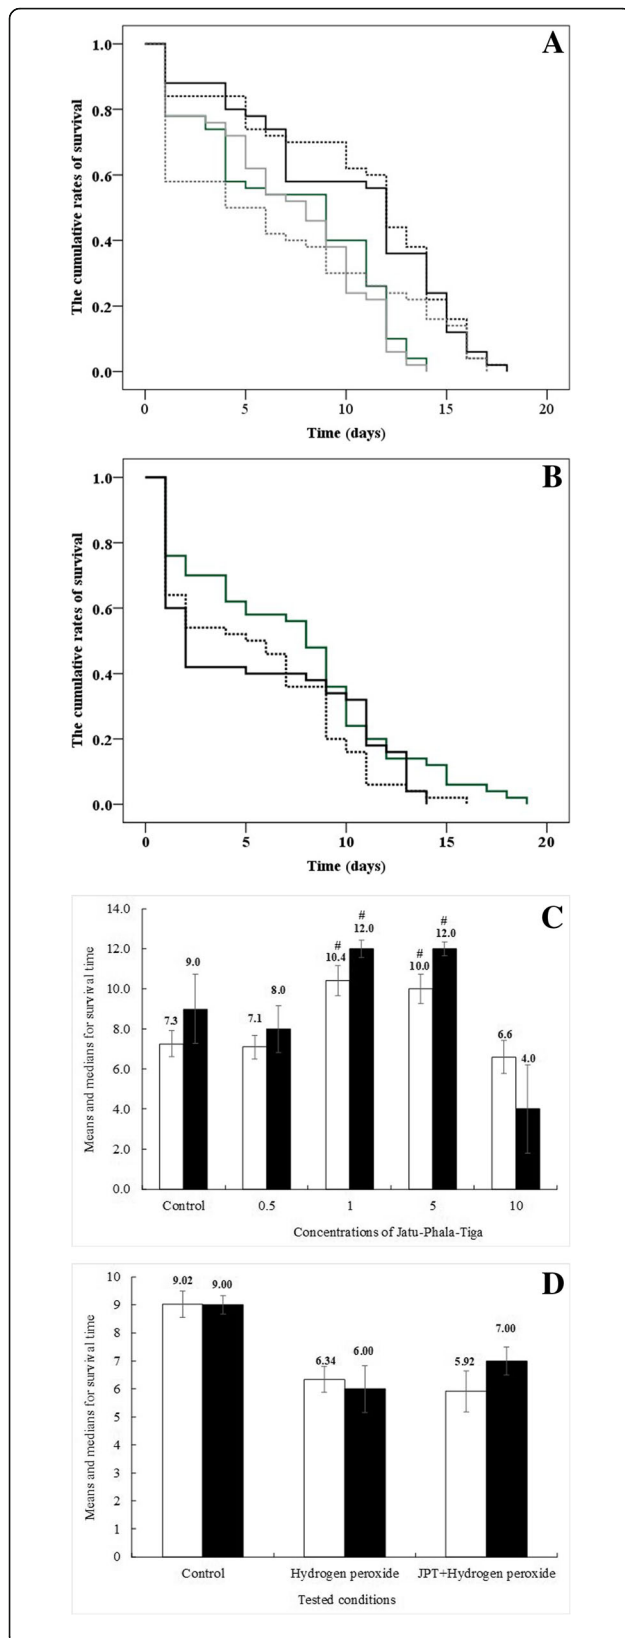 A
The cumulative rates of survival
1.0
0.8
0.6
0.4
0.2
0.0
0 5 10 15 20
Time (days)
B
The cumulative rates of survival
1.0
0.8
0.6
0.4
0.2
0.0
0 5 10 15 20
Time (days)
C
Means and medians for survival time
14.0
12.0
10.0
8.0
6.0
4.0
2.0
0.0
7.3 9.0 7.1 8.0 # 10.4 # 12.0 # 10.0 # 12.0 6.6 4.0
Control 0.5 1 5 10
Concentrations of Jatu-Phala-Tiga
D
Means and medians for survival time
10
9
8
7
6
5
4
3
2
1
0
9.02 9.00 6.34 6.00 5.92 7.00
Control Hydrogen peroxide JPT+Hydrogen peroxide
Tested conditions